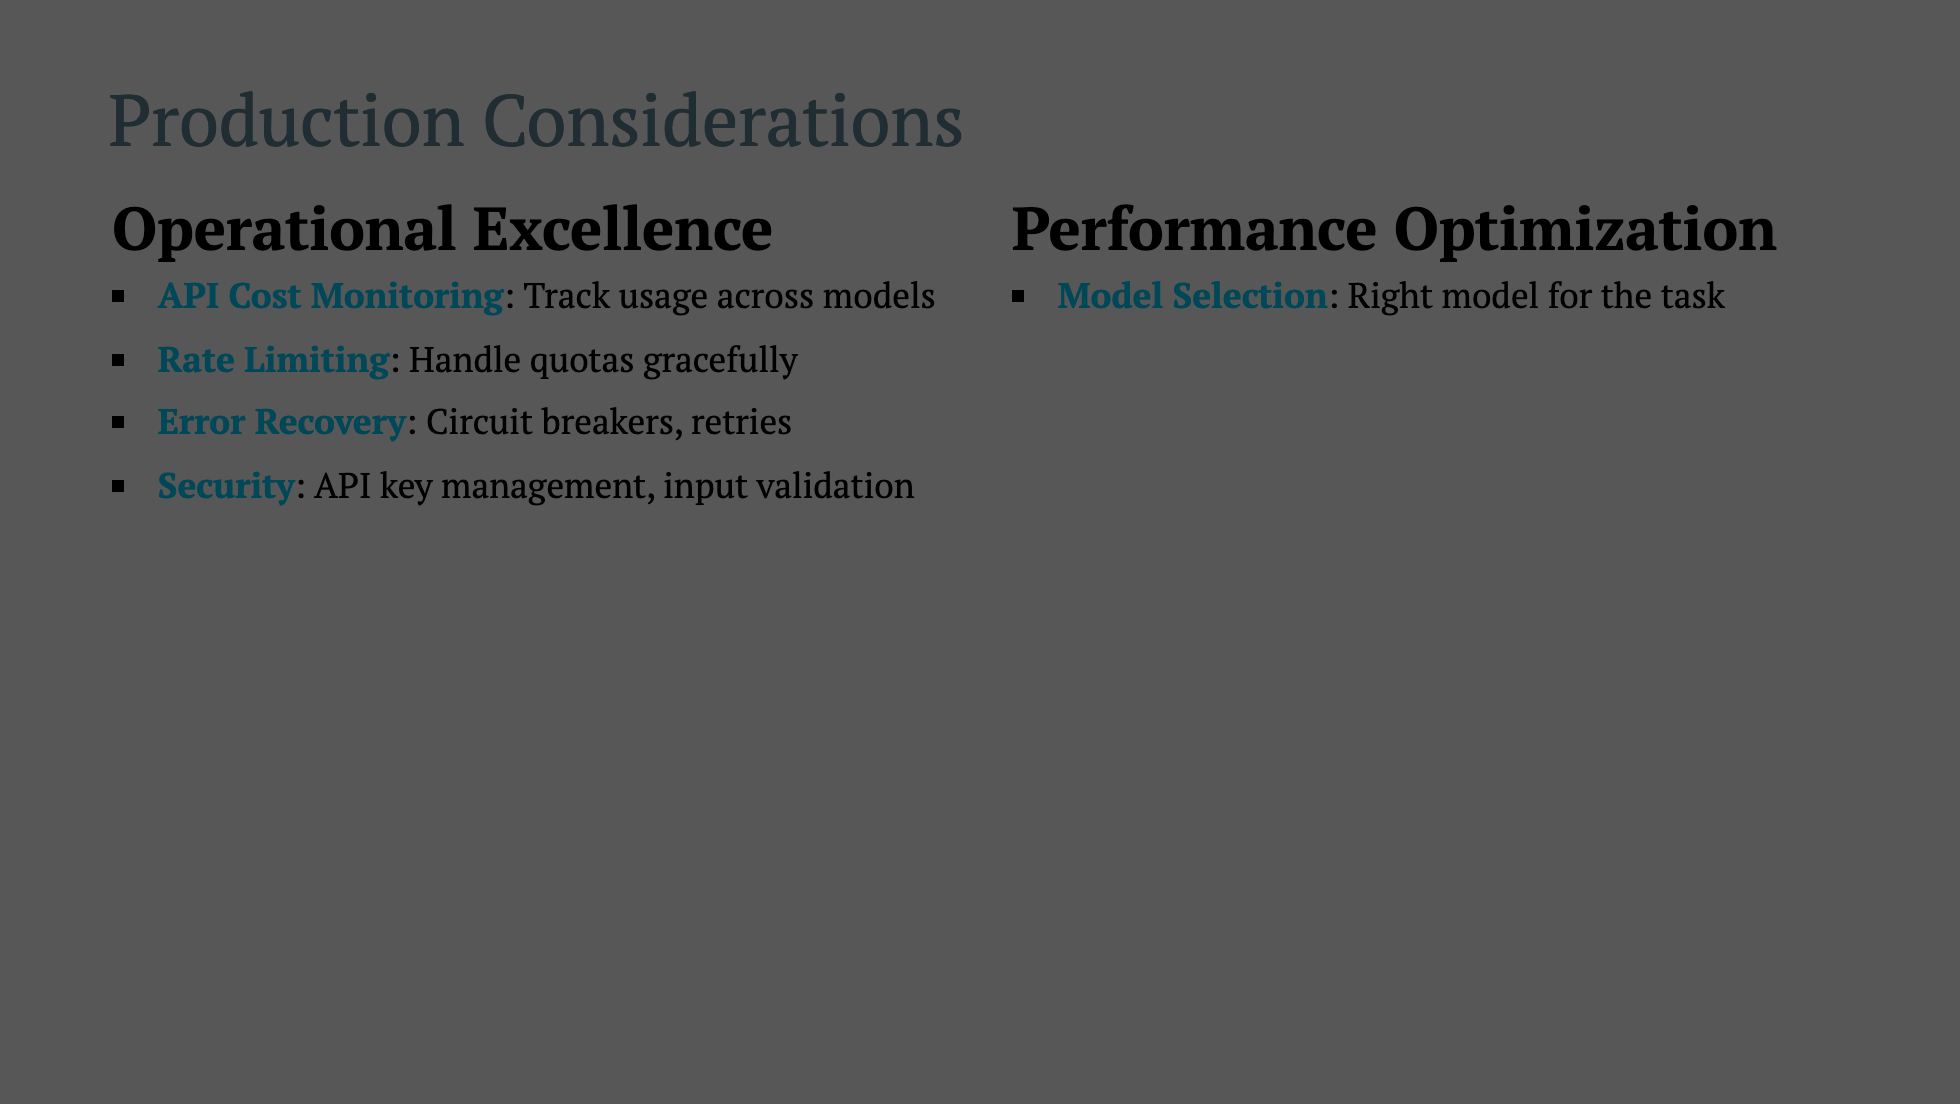 Production Considerations
Operational Excellence
▪ API Cost Monitoring: Track usage across models
▪ Rate Limiting: Handle quotas gracefully
▪ Error Recovery: Circuit breakers, retries
▪ Security: API key management, input validation
Performance Optimization
▪ Model Selection: Right model for the task